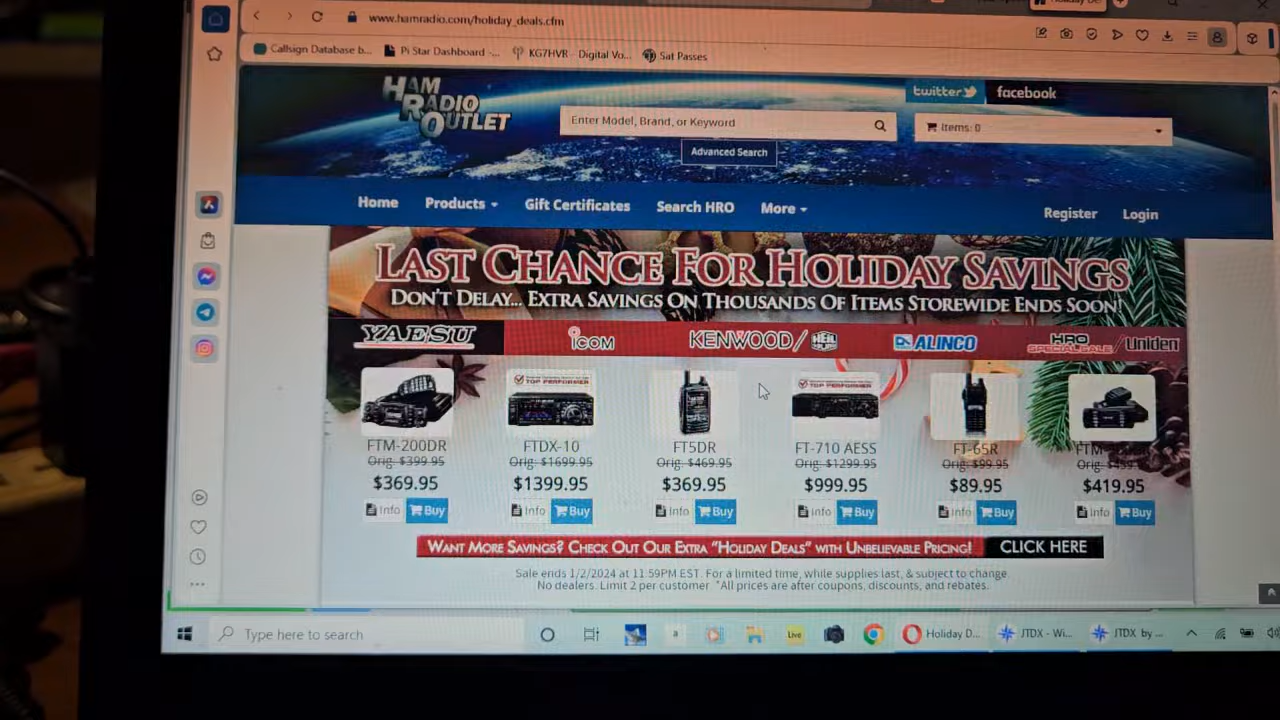 www.hamradio.com/holiday_deals.cfm
Callsign Database b... Pi Star Dashboard -... KG7HVR - Digital Vo... Sat Passes
HAM RADIO OUTLET
twitter facebook
Enter Model, Brand, or Keyword
Items: 0
Advanced Search
Home Products Gift Certificates Search HRO More Register Login
LAST CHANCE FOR HOLIDAY SAVINGS
DON'T DELAY... EXTRA SAVINGS ON THOUSANDS OF ITEMS STOREWIDE ENDS SOON!
YAESU ICOM KENWOOD/ HEIL ALINCO HRO SPECIAL SALE / Uniden
TOP PERFORMER TOP PERFORMER
FTM-200DR FTDX-10 FT5DR FT-710 AESS FT-65R
Orig: $399.95 Orig: $1699.95 Orig: $469.95 Orig: $1299.95 Orig: $99.95
$369.95 $1399.95 $369.95 $999.95 $89.95 $419.95
Info Buy Info Buy Info Buy Info Buy Info Buy Info Buy
WANT MORE SAVINGS? CHECK OUT OUR EXTRA "HOLIDAY DEALS" WITH UNBELIEVABLE PRICING! CLICK HERE
Sale ends 1/2/2024 at 11:59PM EST. For a limited time, while supplies last, & subject to change.
No dealers. Limit 2 per customer *All prices are after coupons, discounts, and rebates.
Type here to search
Live
Holiday D... JTDX - Wi... JTDX by ...